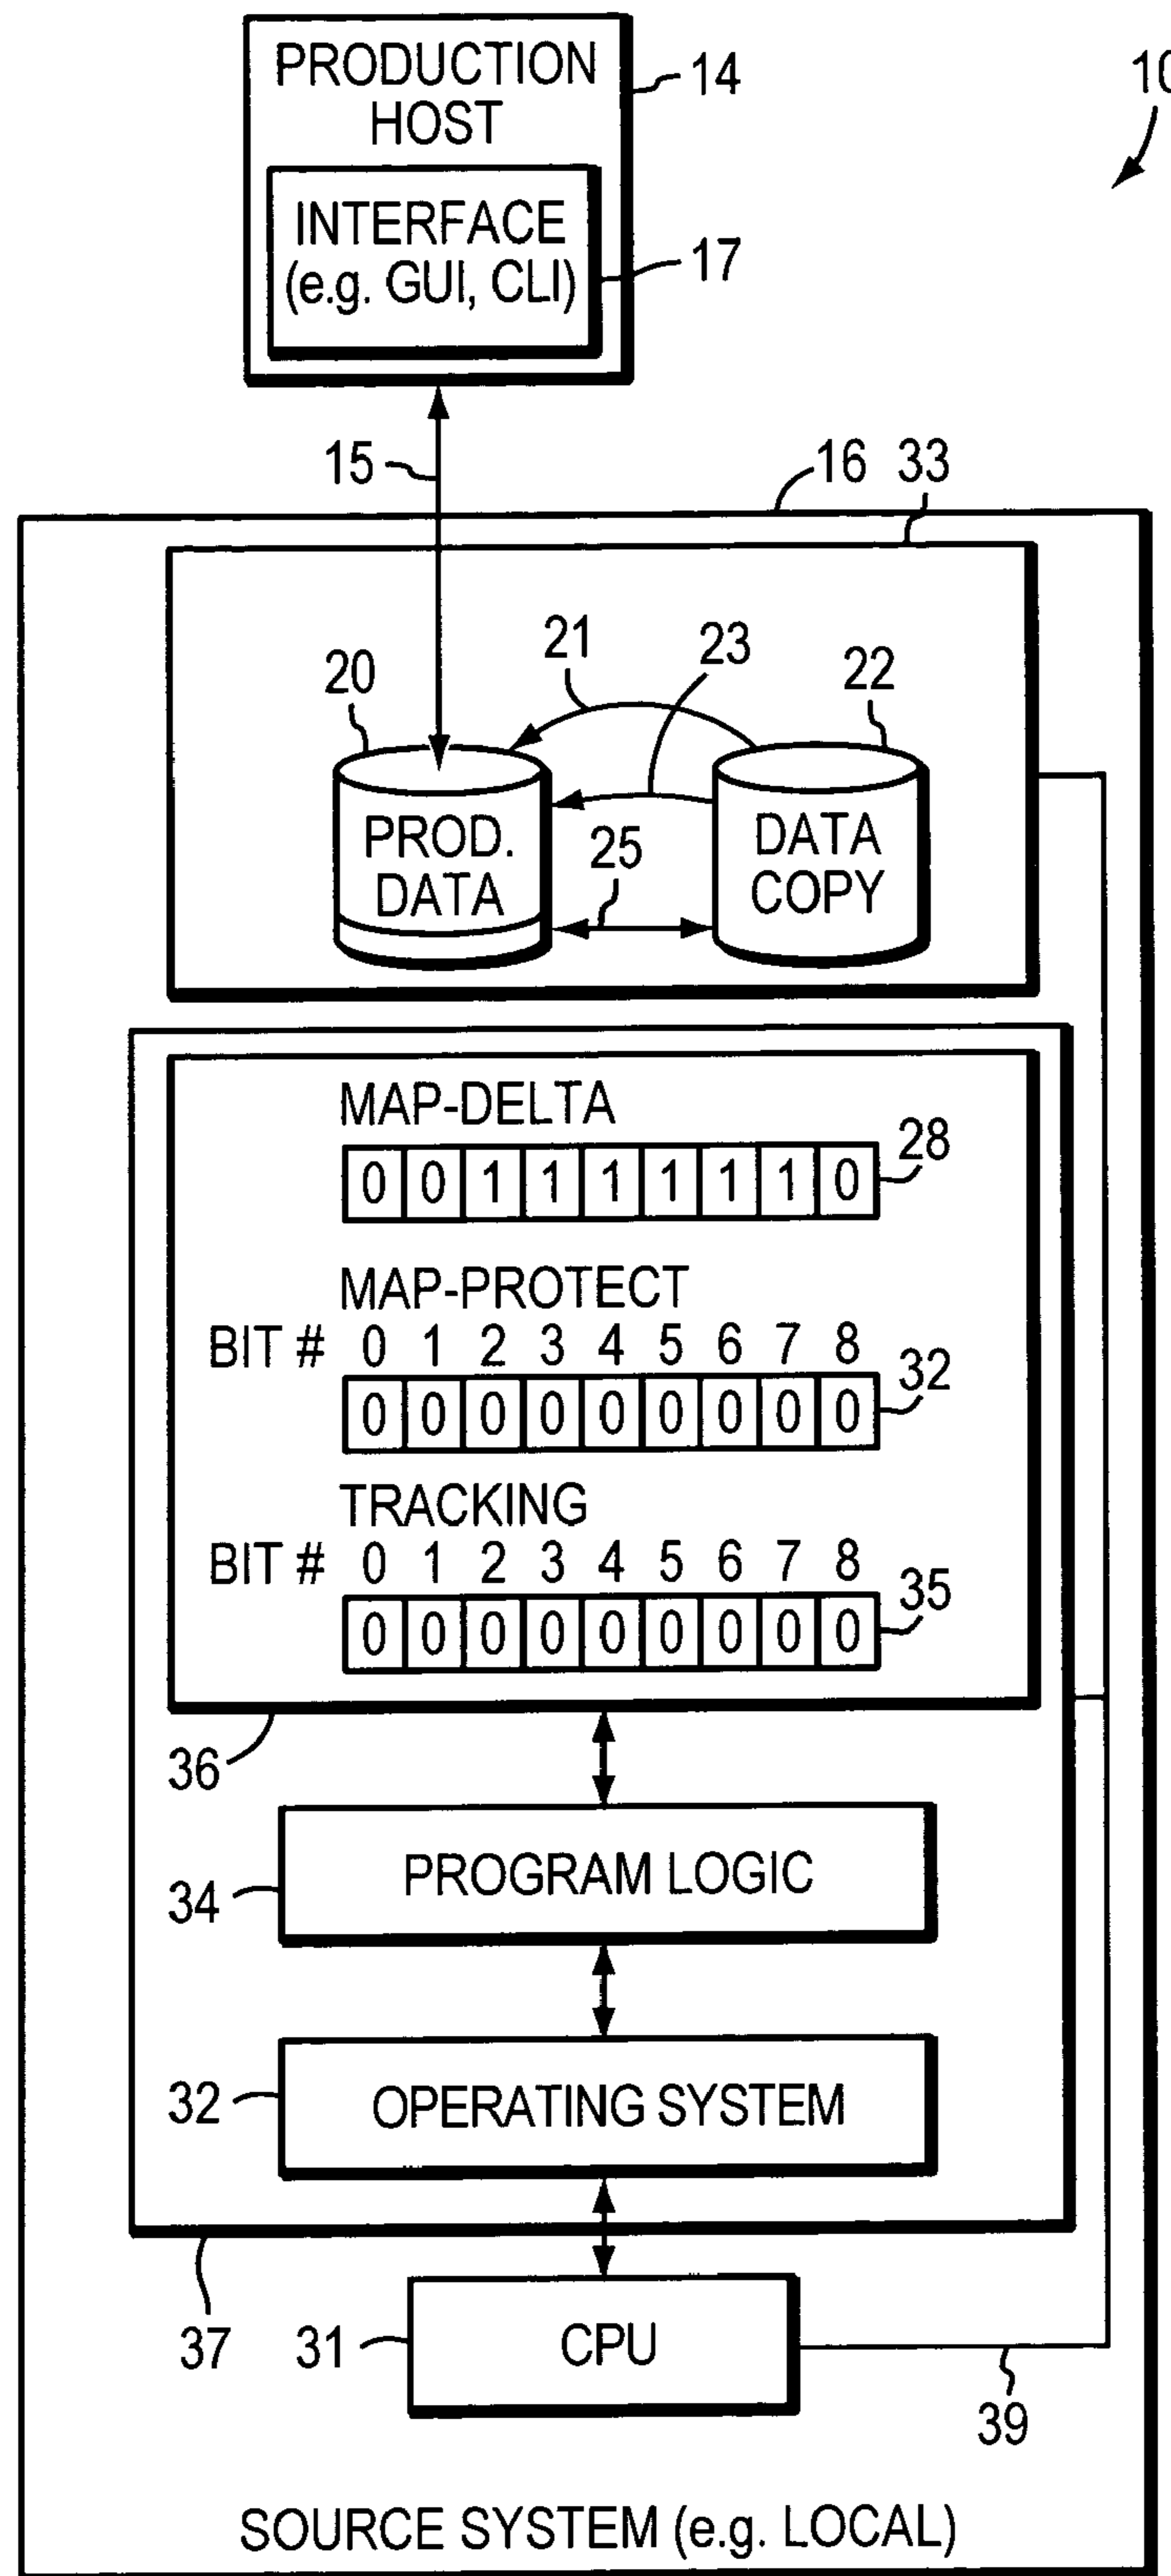 PRODUCTION
HOST
14
10
INTERFACE
(e.g. GUI, CLI)
17
15
16
33
20
21
23
22
PROD.
DATA
25
DATA
COPY
MAP-DELTA
0 0 1 1 1 1 1 1 0
28
MAP-PROTECT
BIT # 0 1 2 3 4 5 6 7 8
0 0 0 0 0 0 0 0 0
32
TRACKING
BIT # 0 1 2 3 4 5 6 7 8
0 0 0 0 0 0 0 0 0
35
36
PROGRAM LOGIC
34
OPERATING SYSTEM
32
37
CPU
31
39
SOURCE SYSTEM (e.g. LOCAL)